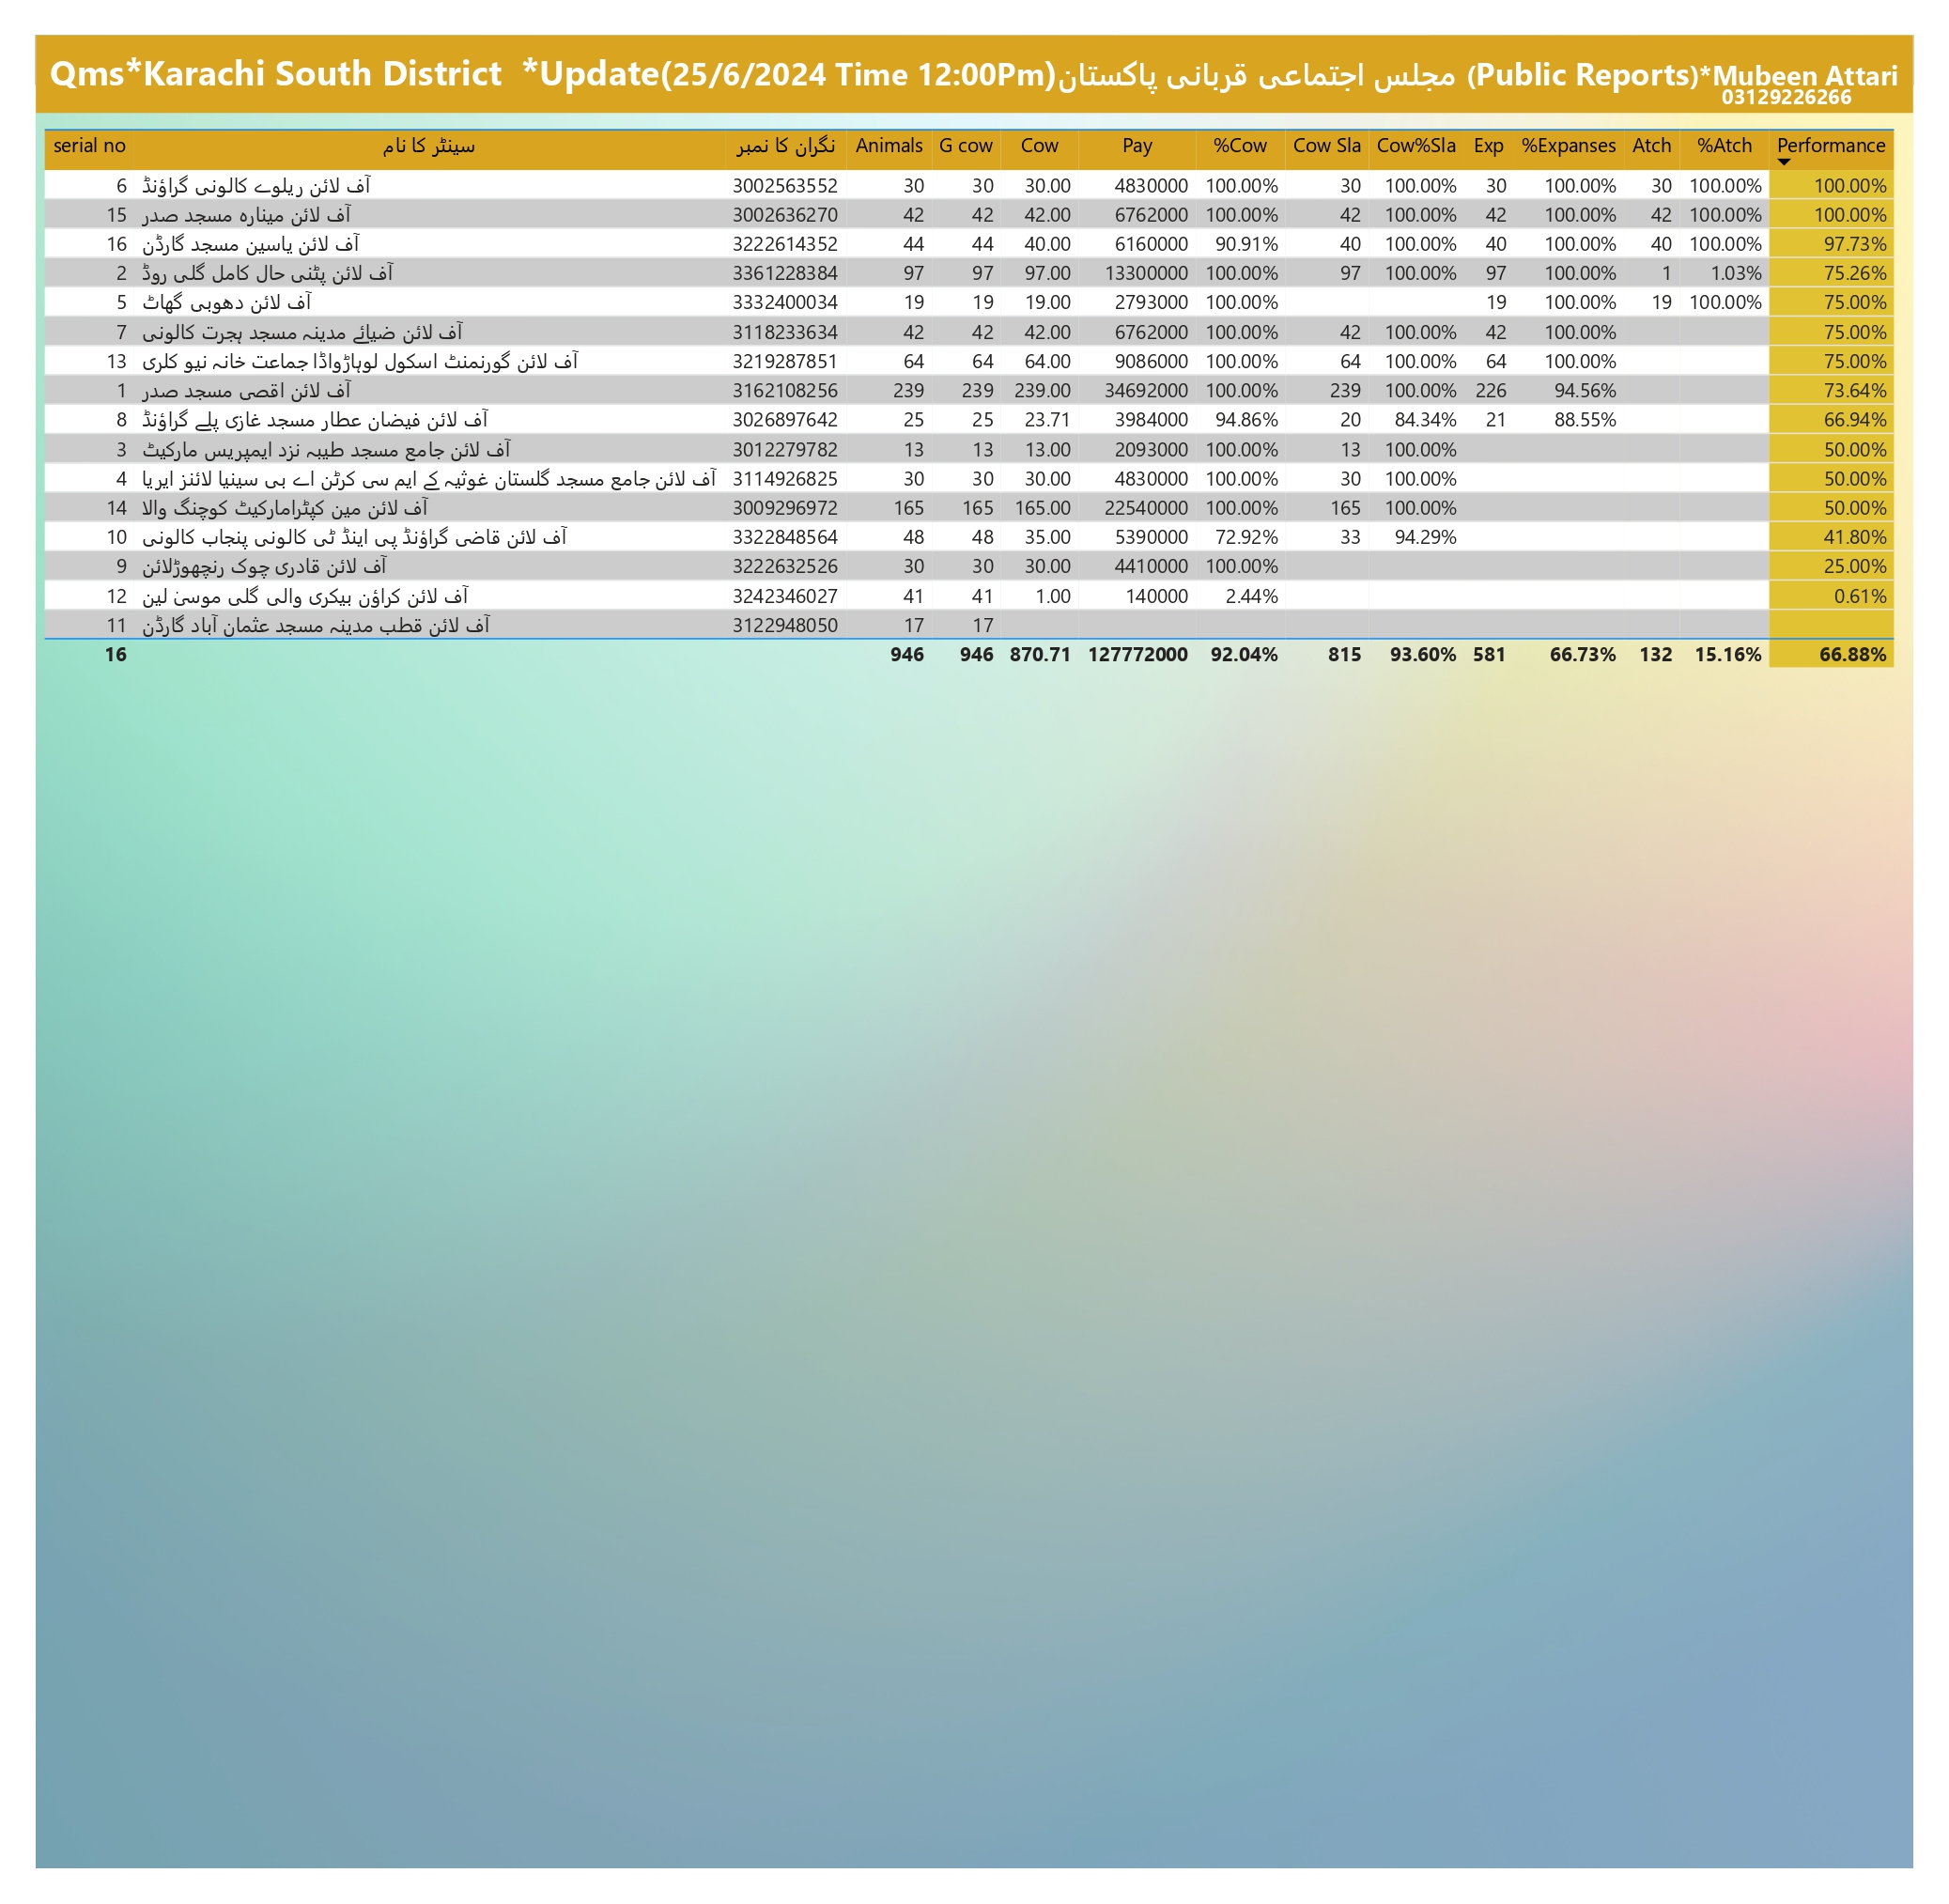 Qms*Karachi South District *Update(25/6/2024 Time 12:00Pm)مجلس اجتماعی قربانی پاکستان (Public Reports)*Mubeen Attari
03129226266
serial no سینٹر کا نام نگران کا نمبر Animals G cow Cow Pay %Cow Cow Sla Cow%Sla Exp %Expanses Atch %Atch Performance
6 آف لائن ریلوے کالونی گراؤنڈ 3002563552 30 30 30.00 4830000 100.00% 30 100.00% 30 100.00% 30 100.00% 100.00%
15 آف لائن مینارہ مسجد صدر 3002636270 42 42 42.00 6762000 100.00% 42 100.00% 42 100.00% 42 100.00% 100.00%
16 آف لائن یاسین مسجد گارڈن 3222614352 44 44 40.00 6160000 90.91% 40 100.00% 40 100.00% 40 100.00% 97.73%
2 آف لائن پٹنی حال کامل گلی روڈ 3361228384 97 97 97.00 13300000 100.00% 97 100.00% 97 100.00% 1 1.03% 75.26%
5 آف لائن دھوبی گھاٹ 3332400034 19 19 19.00 2793000 100.00% 19 100.00% 19 100.00% 75.00%
7 آف لائن ضیائے مدینہ مسجد ہجرت کالونی 3118233634 42 42 42.00 6762000 100.00% 42 100.00% 42 100.00% 75.00%
13 آف لائن گورنمنٹ اسکول لوہاڑواڈا جماعت خانہ نیو کلری 3219287851 64 64 64.00 9086000 100.00% 64 100.00% 64 100.00% 75.00%
1 آف لائن اقصی مسجد صدر 3162108256 239 239 239.00 34692000 100.00% 239 100.00% 226 94.56% 73.64%
8 آف لائن فیضان عطار مسجد غازی پلے گراؤنڈ 3026897642 25 25 23.71 3984000 94.86% 20 84.34% 21 88.55% 66.94%
3 آف لائن جامع مسجد طیبہ نزد ایمپریس مارکیٹ 3012279782 13 13 13.00 2093000 100.00% 13 100.00% 50.00%
4 آف لائن جامع مسجد گلستان غوثیہ کے ایم سی کرٹن اے بی سینیا لائنز ایریا 3114926825 30 30 30.00 4830000 100.00% 30 100.00% 50.00%
14 آف لائن مین کپٹرامارکیٹ کوچنگ والا 3009296972 165 165 165.00 22540000 100.00% 165 100.00% 50.00%
10 آف لائن قاضی گراؤنڈ پی اینڈ ٹی کالونی پنجاب کالونی 3322848564 48 48 35.00 5390000 72.92% 33 94.29% 41.80%
9 آف لائن قادری چوک رنچھوڑلائن 3222632526 30 30 30.00 4410000 100.00% 25.00%
12 آف لائن کراؤن بیکری والی گلی موسیٰ لین 3242346027 41 41 1.00 140000 2.44% 0.61%
11 آف لائن قطب مدینہ مسجد عثمان آباد گارڈن 3122948050 17 17
16 946 946 870.71 127772000 92.04% 815 93.60% 581 66.73% 132 15.16% 66.88%